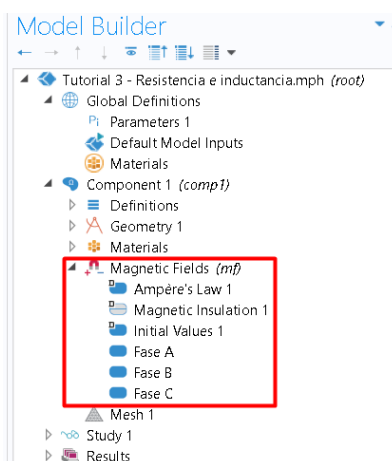 Model Builder
Tutorial 3 - Resistencia e inductancia.mph (root)
Global Definitions
Pi Parameters 1
Default Model Inputs
Materials
Component 1 (comp1)
Definitions
Geometry 1
Materials
Magnetic Fields (mf)
Ampère's Law 1
Magnetic Insulation 1
Initial Values 1
Fase A
Fase B
Fase C
Mesh 1
Study 1
Results